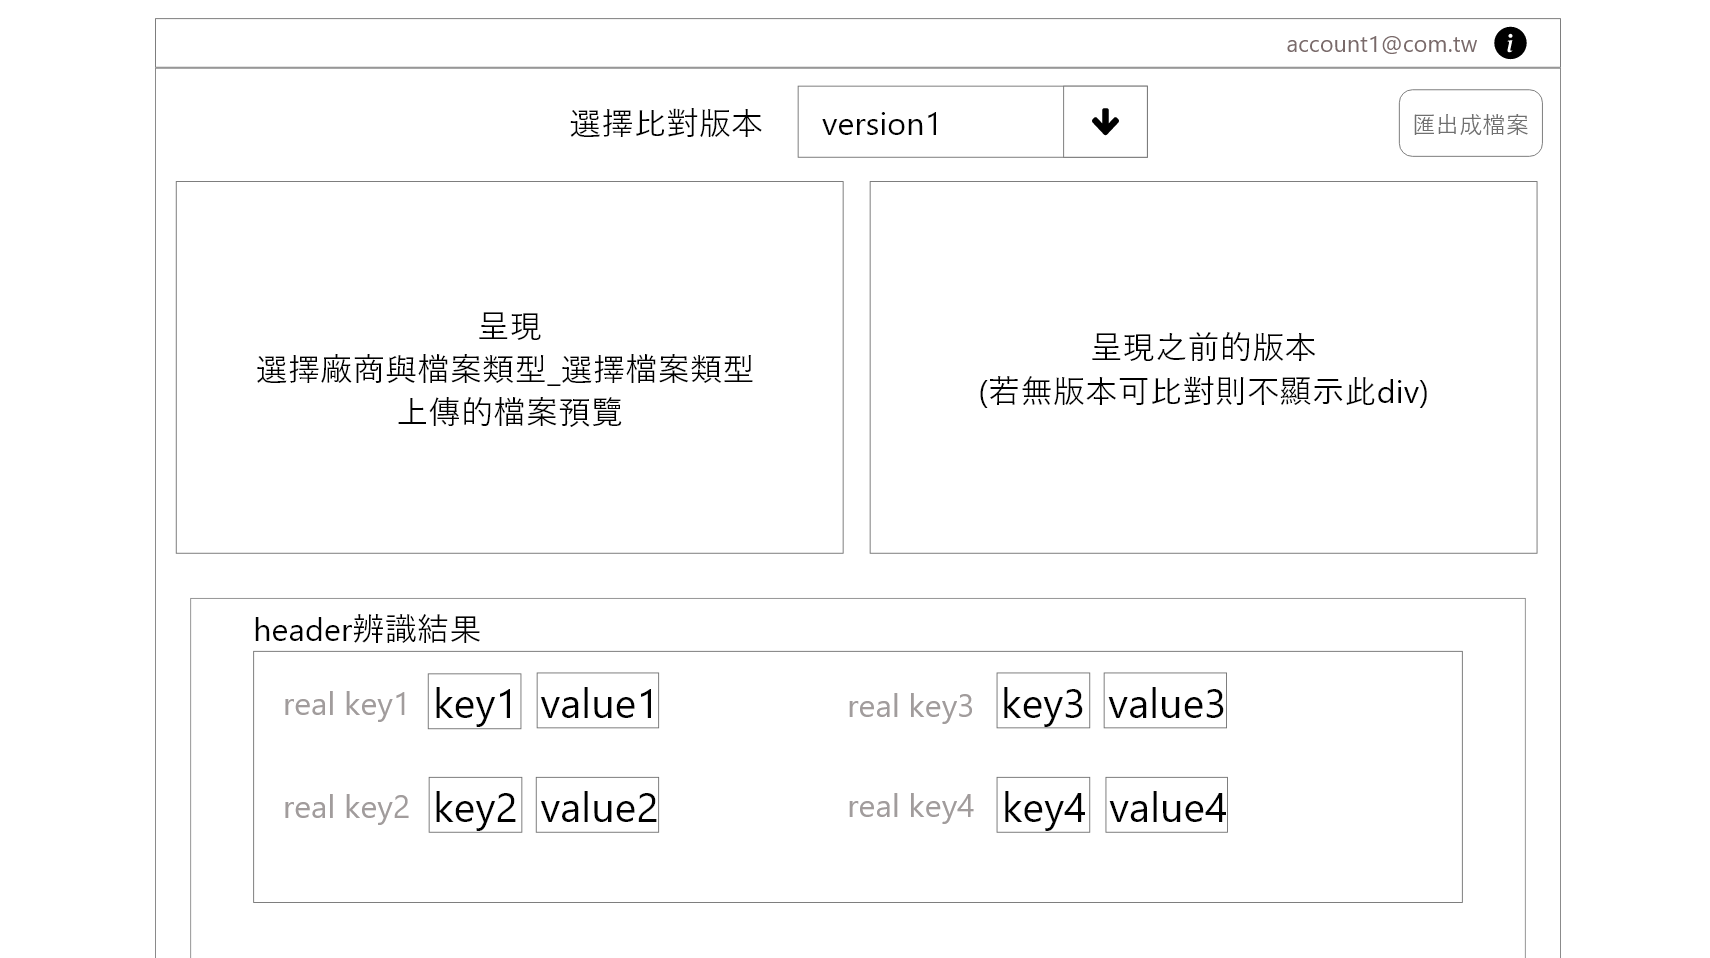 account1@com.tw
i
選擇比對版本
version1
匯出成檔案
呈現
選擇廠商與檔案類型_選擇檔案類型
上傳的檔案預覽
呈現之前的版本
(若無版本可比對則不顯示此div)
header辨識結果
real key1 key1 value1
real key3 key3 value3
real key2 key2 value2
real key4 key4 value4